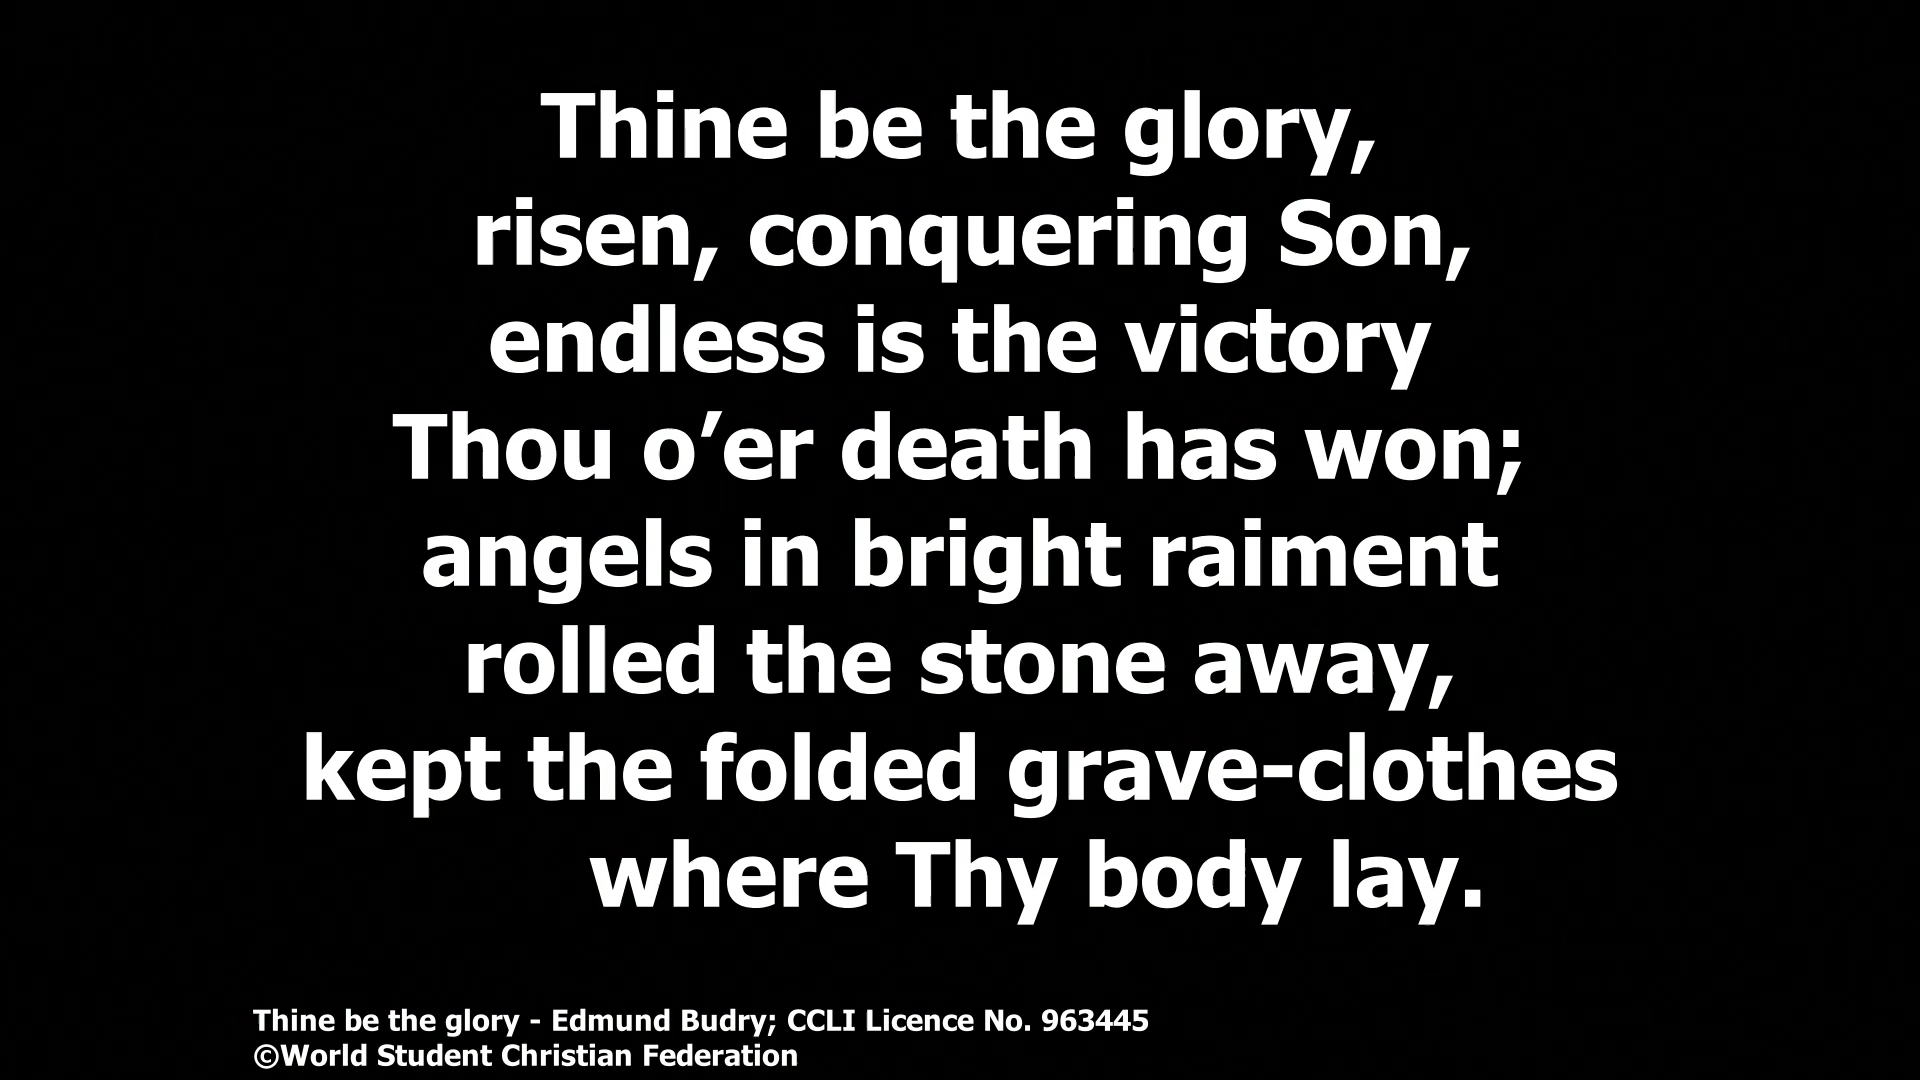 Thine be the glory,
risen, conquering Son,
endless is the victory
Thou o’er death has won;
angels in bright raiment
rolled the stone away,
kept the folded grave-clothes
where Thy body lay.
Thine be the glory - Edmund Budry; CCLI Licence No. 963445
©World Student Christian Federation